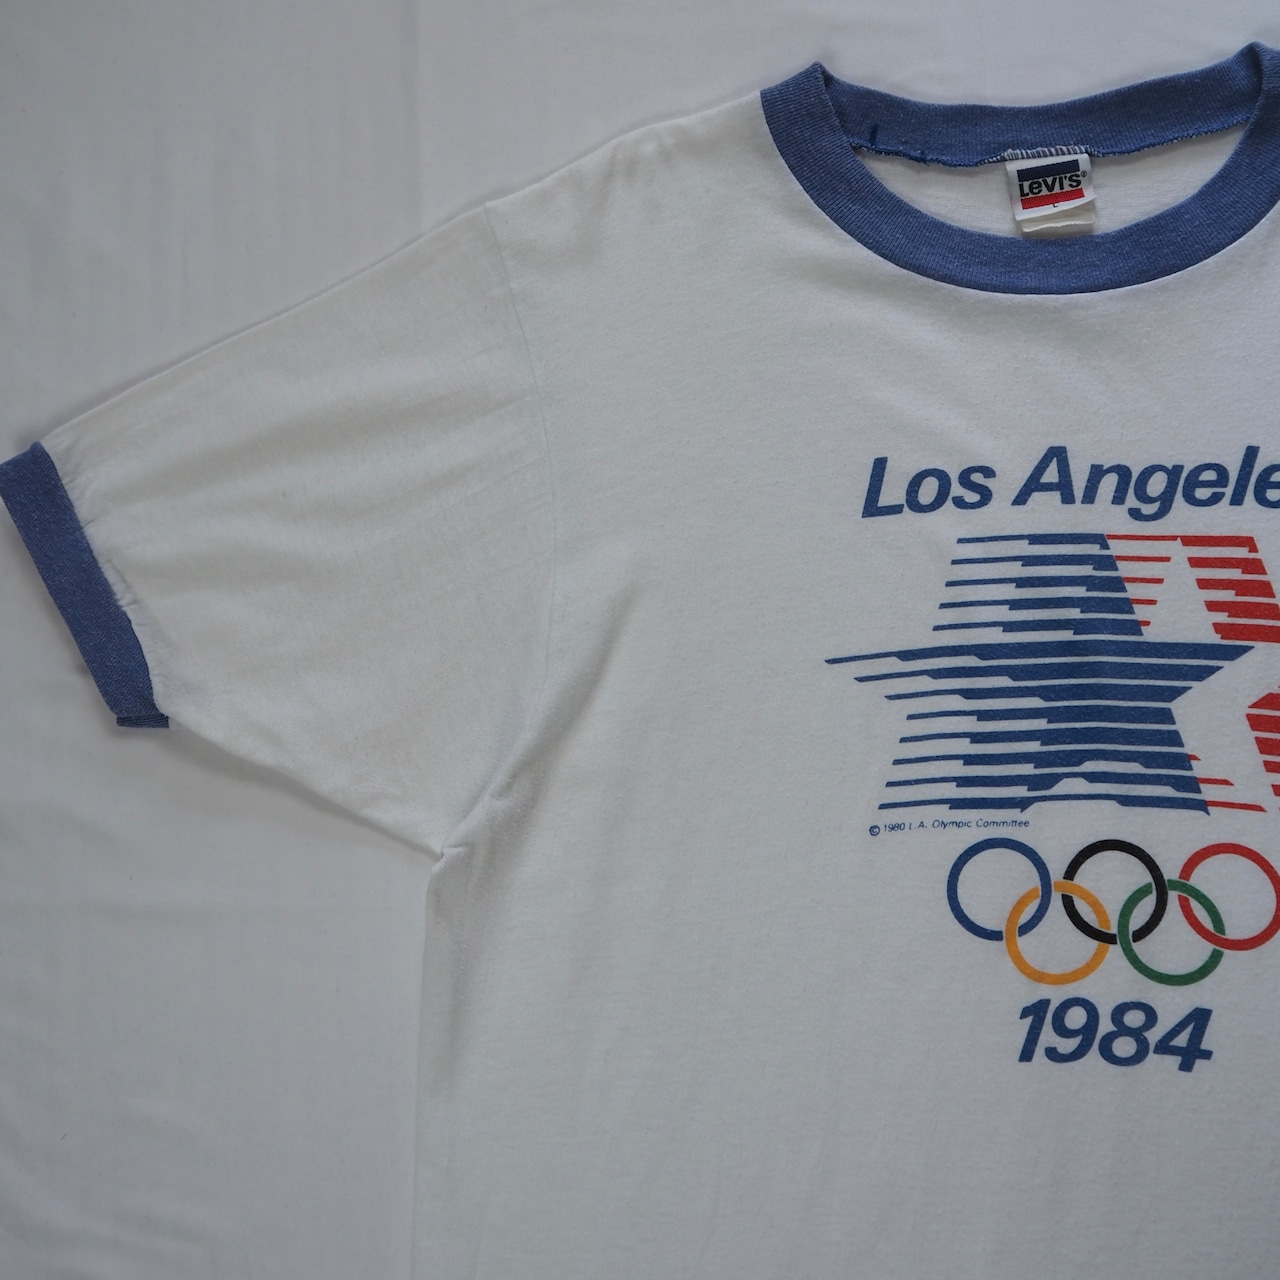 Levi's®
L
Los Angele
© 1980 L.A. Olympic Committee
1984